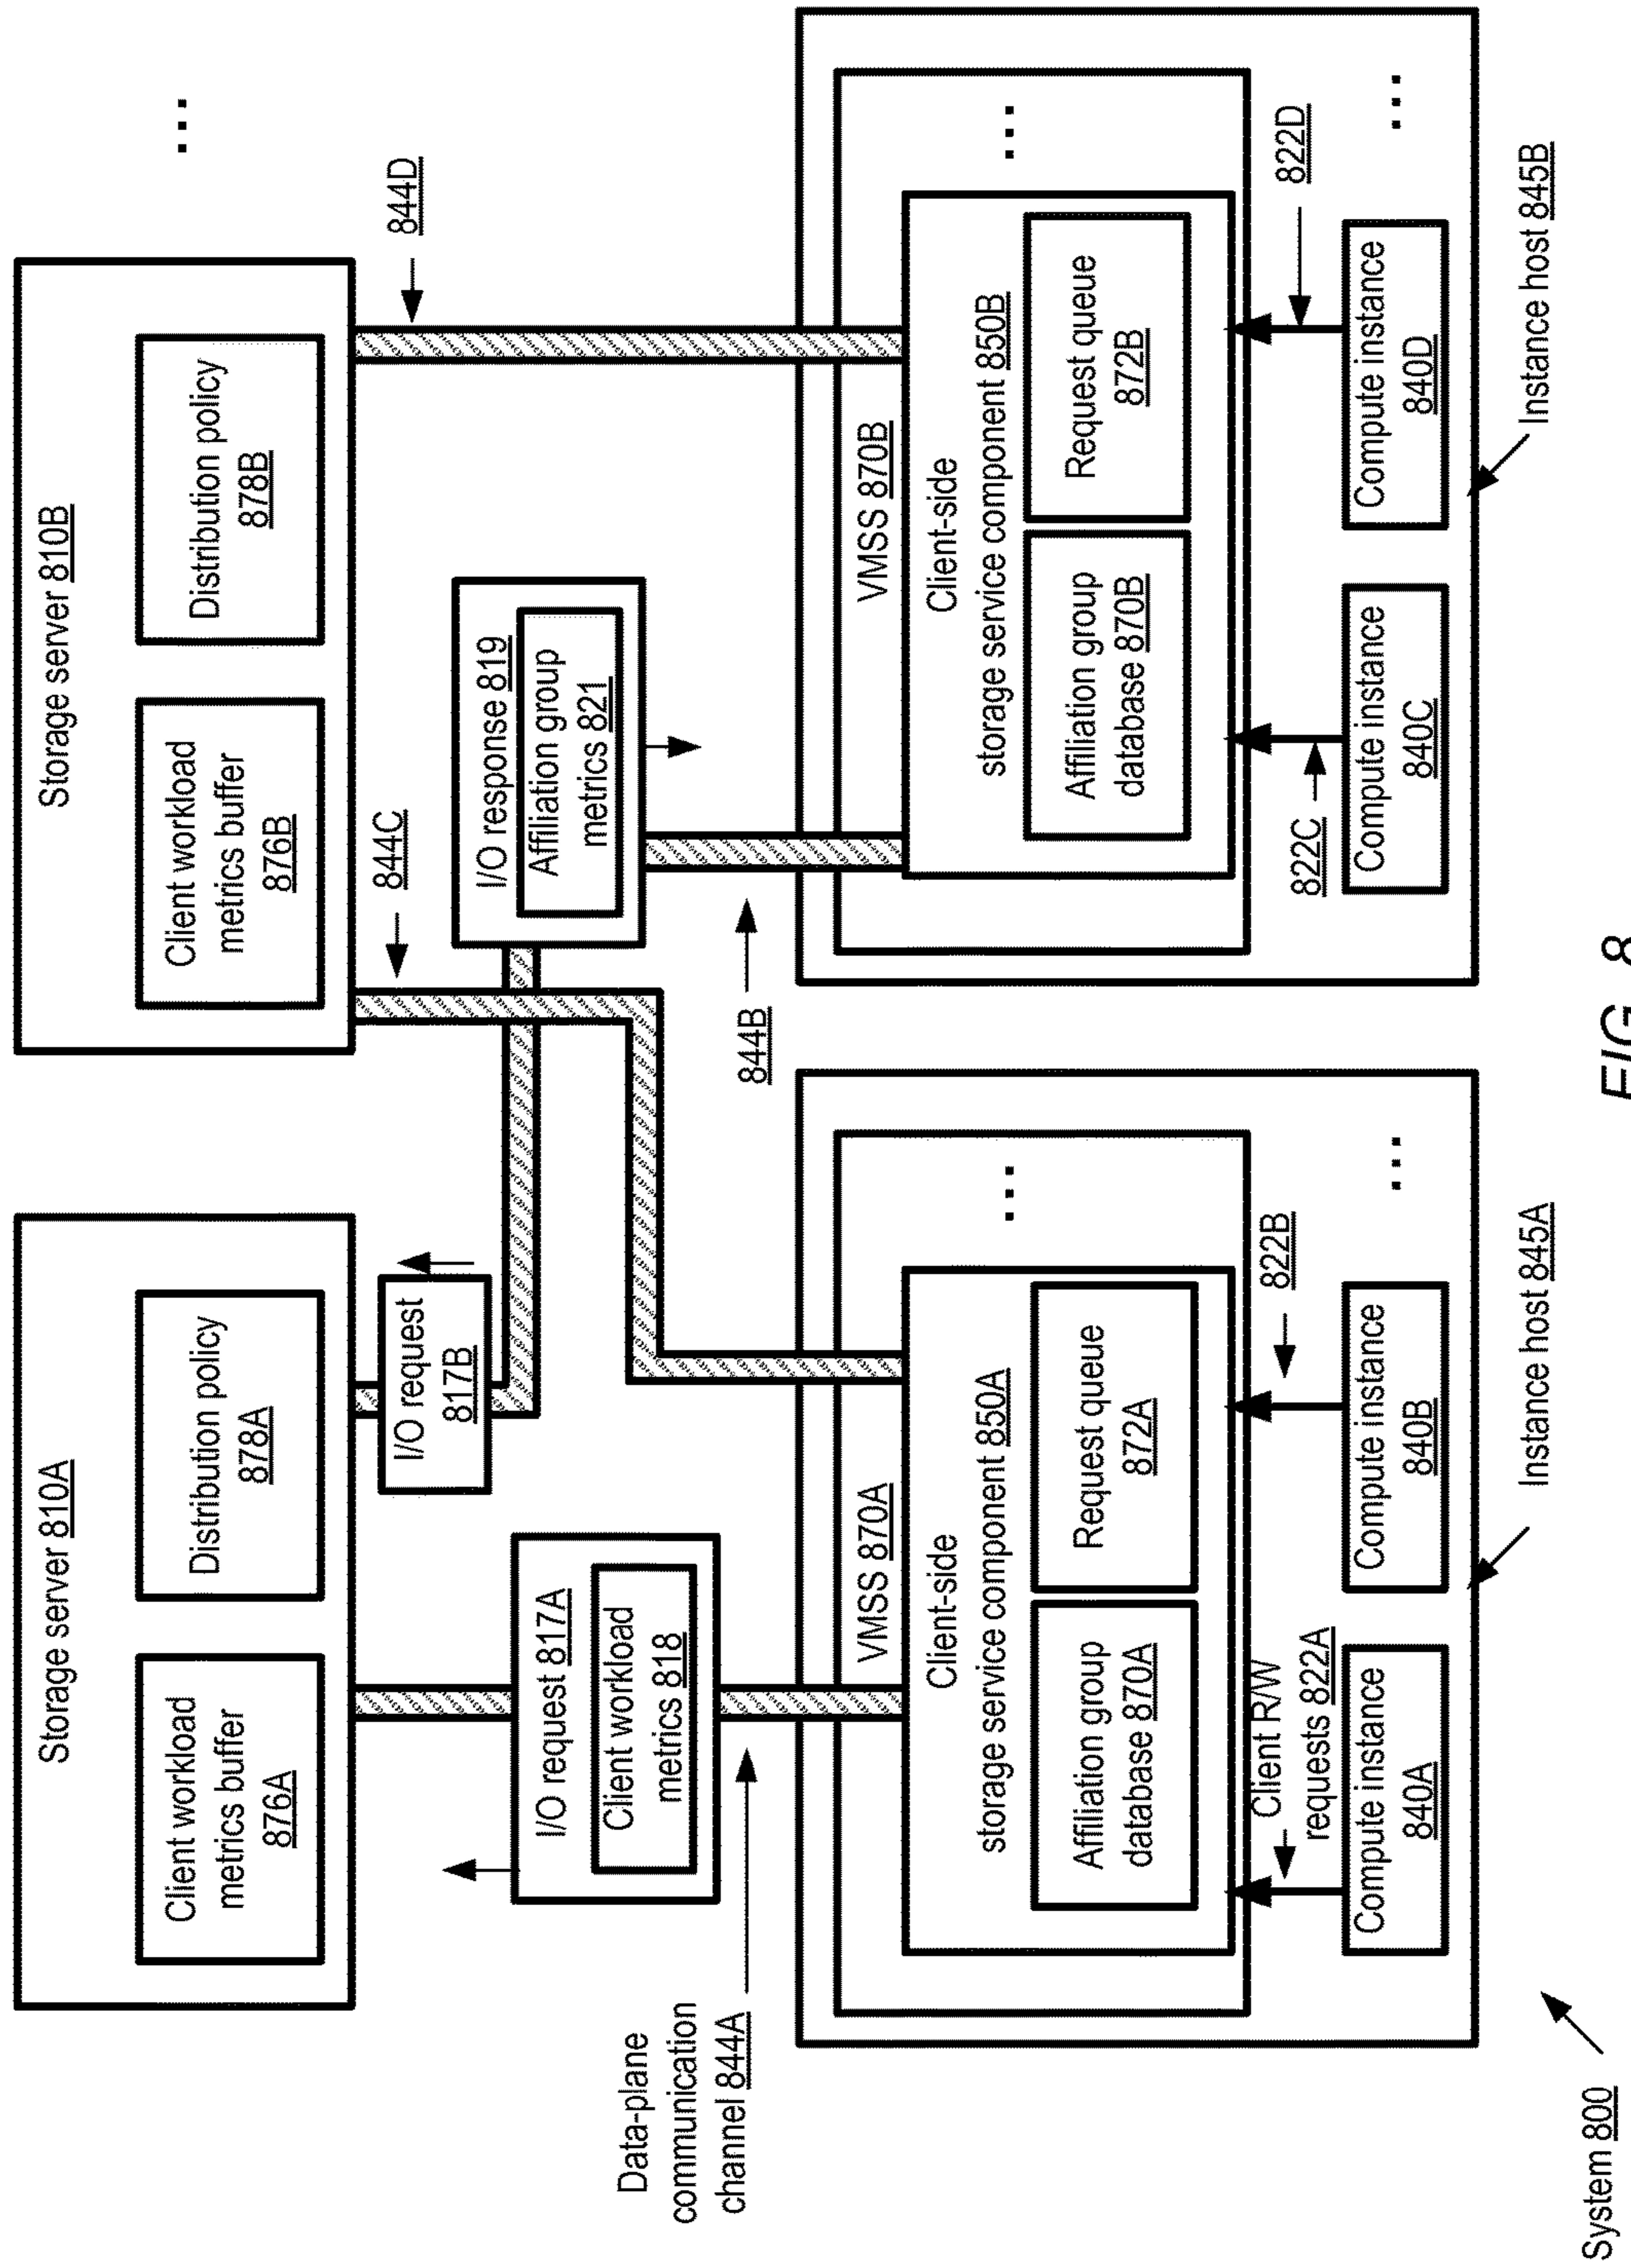 Storage server 810A
Client workload
metrics buffer
876A
Distribution policy
878A
Storage server 810B
Client workload
metrics buffer
876B
Distribution policy
878B
...
I/O request
817B
844C
844D
I/O request 817A
Client workload
metrics 818
I/O response 819
Affiliation group
metrics 821
Data-plane
communication
channel 844A
844B
VMSS 870A
Client-side
storage service component 850A
Affiliation group
database 870A
Request queue
872A
...
Client R/W
requests 822A
822B
Compute instance
840A
Compute instance
840B
...
Instance host 845A
VMSS 870B
Client-side
storage service component 850B
Affiliation group
database 870B
Request queue
872B
...
822C
822D
Compute instance
840C
Compute instance
840D
...
Instance host 845B
System 800
FIG. 8